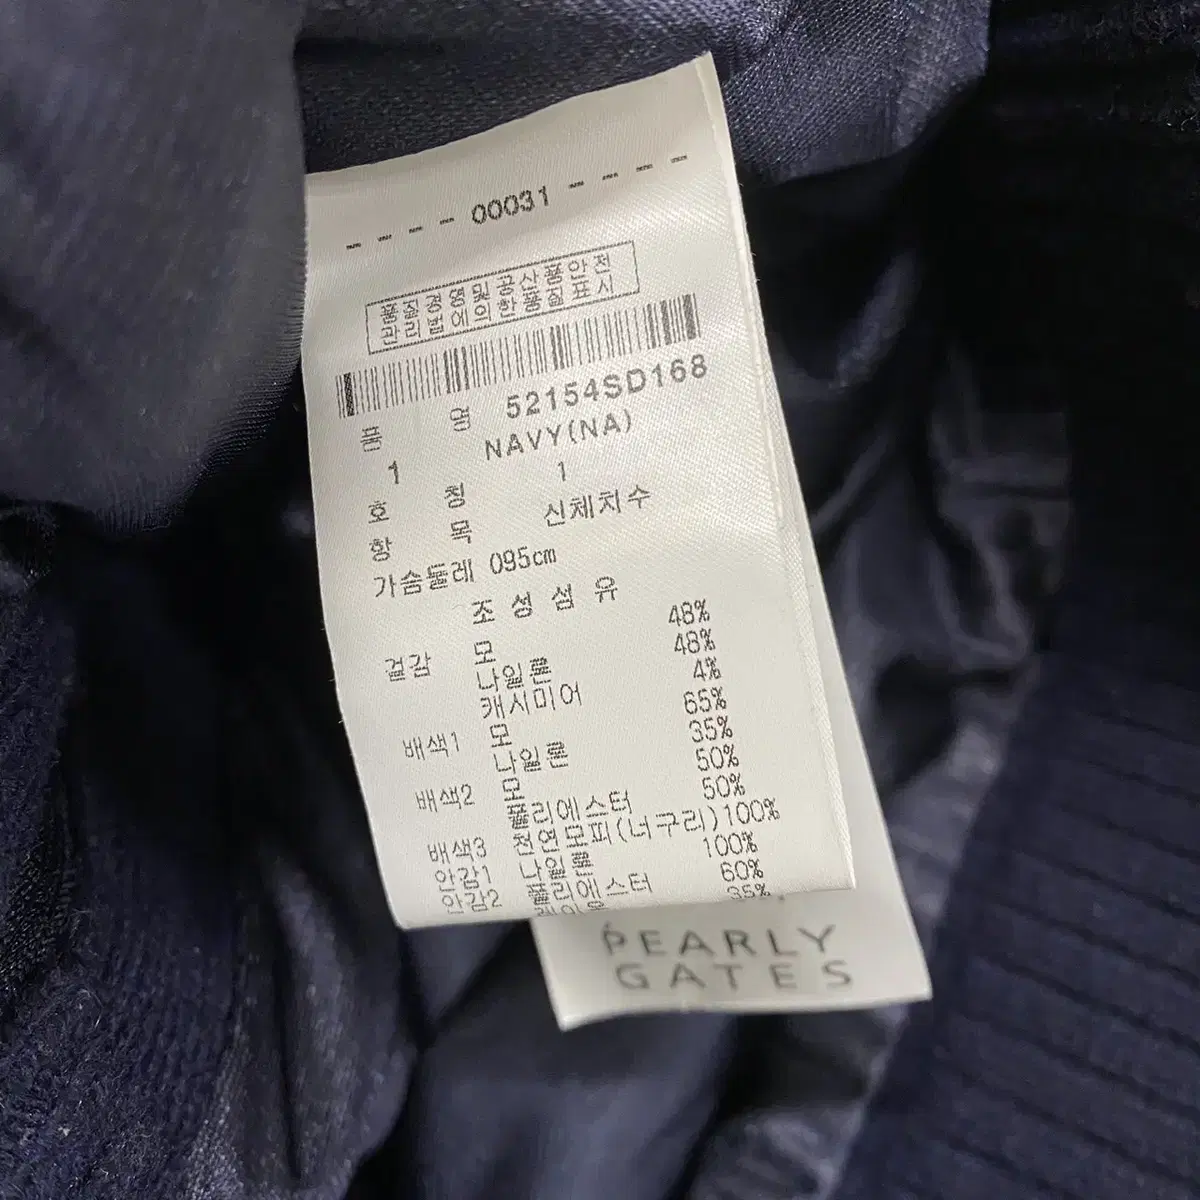 - - - - 00031 - - - -
품질경영및공산품안전
관리법에의한품질표시
품 명 52154SD168
1 NAVY(NA)
호 칭 1
항 목 신체치수
가슴둘레 095cm
조 성 섬 유
겉감 모 48%
나일론 48%
캐시미어 4%
배색1 모 65%
나일론 35%
배색2 모 50%
폴리에스터 50%
배색3 천연모피(너구리)100%
안감1 나일론 100%
안감2 폴리에스터 60%
35%
PEARLY
GATES